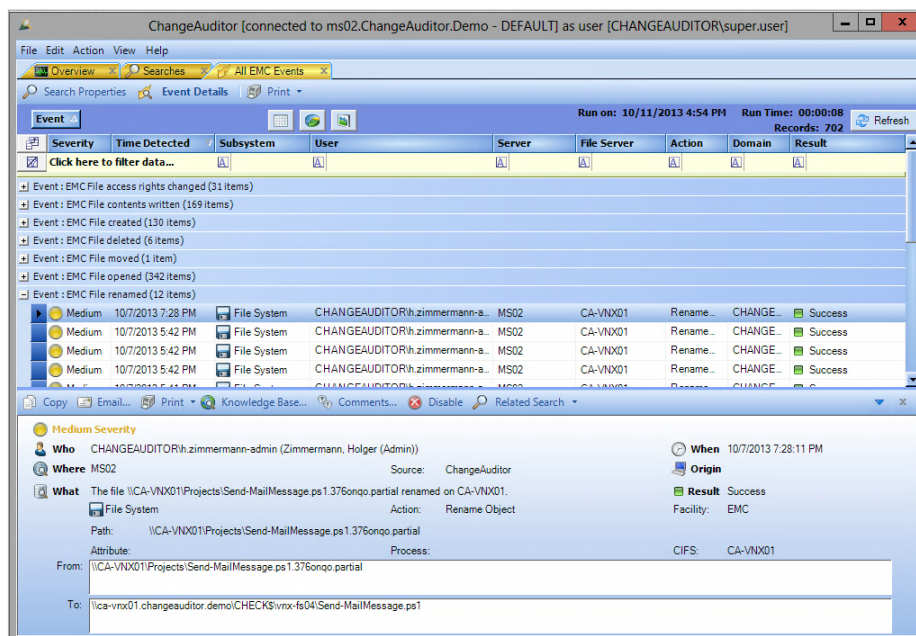 ChangeAuditor [connected to ms02.ChangeAuditor.Demo - DEFAULT] as user [CHANGEAUDITOR\super.user]
File Edit Action View Help
Overview Searches All EMC Events
Search Properties Event Details Print
Event Run on: 10/11/2013 4:54 PM Run Time: 00:00:08
Records: 702 Refresh
Severity Time Detected Subsystem User Server File Server Action Domain Result
Click here to filter data...
Event : EMC File access rights changed (31 items)
Event : EMC File contents written (169 items)
Event : EMC File created (130 items)
Event : EMC File deleted (6 items)
Event : EMC File moved (1 item)
Event : EMC File opened (342 items)
Event : EMC File renamed (12 items)
Medium 10/7/2013 7:28 PM File System CHANGEAUDITOR\h.zimmermann-a... MS02 CA-VNX01 Rename... CHANGE... Success
Medium 10/7/2013 5:42 PM File System CHANGEAUDITOR\h.zimmermann-a... MS02 CA-VNX01 Rename... CHANGE... Success
Medium 10/7/2013 5:42 PM File System CHANGEAUDITOR\h.zimmermann-a... MS02 CA-VNX01 Rename... CHANGE... Success
Medium 10/7/2013 5:42 PM File System CHANGEAUDITOR\h.zimmermann-a... MS02 CA-VNX01 Rename... CHANGE... Success
Copy Email... Print Knowledge Base... Comments... Disable Related Search
Medium Severity
Who CHANGEAUDITOR\h.zimmermann-admin (Zimmermann, Holger (Admin)) When 10/7/2013 7:28:11 PM
Where MS02 Source: ChangeAuditor Origin
What The file \\CA-VNX01\Projects\Send-MailMessage.ps1.376onqo.partial renamed on CA-VNX01. Result Success
File System Action: Rename Object Facility: EMC
Path: \\CA-VNX01\Projects\Send-MailMessage.ps1.376onqo.partial
Attribute: Process: CIFS: CA-VNX01
From: \\CA-VNX01\Projects\Send-MailMessage.ps1.376onqo.partial
To: \\ca-vnx01.changeauditor.demo\CHECK$\vnx-fs04\Send-MailMessage.ps1